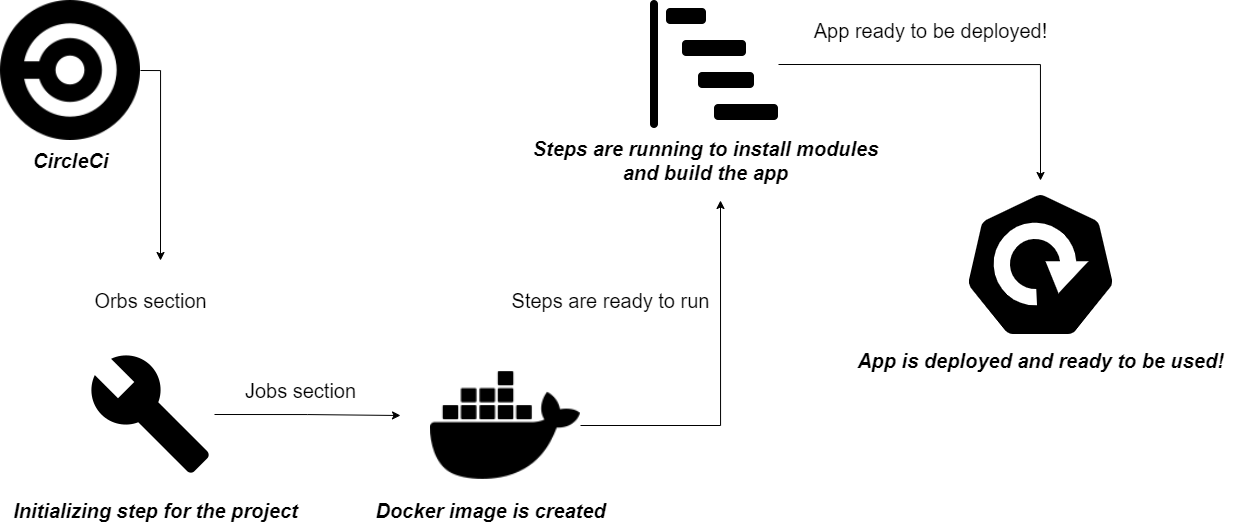 CircleCi
Orbs section
Initializing step for the project
Jobs section
Docker image is created
Steps are ready to run
Steps are running to install modules
and build the app
App ready to be deployed!
App is deployed and ready to be used!